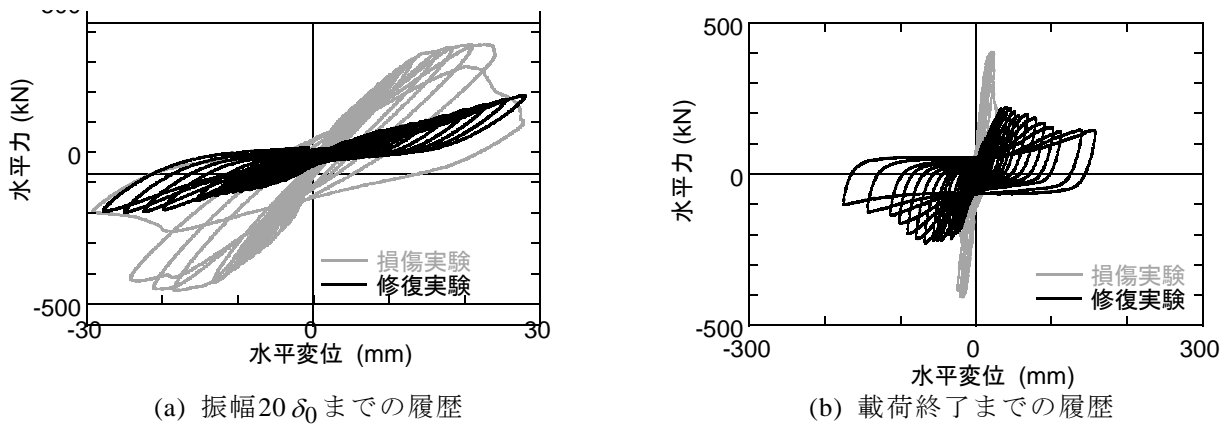 500
水平力 (kN)
0
-500
-30
0
30
損傷実験
修復実験
水平変位 (mm)
(a) 振幅20 δ0までの履歴
500
水平力 (kN)
0
-500
-300
0
300
損傷実験
修復実験
水平変位 (mm)
(b) 載荷終了までの履歴